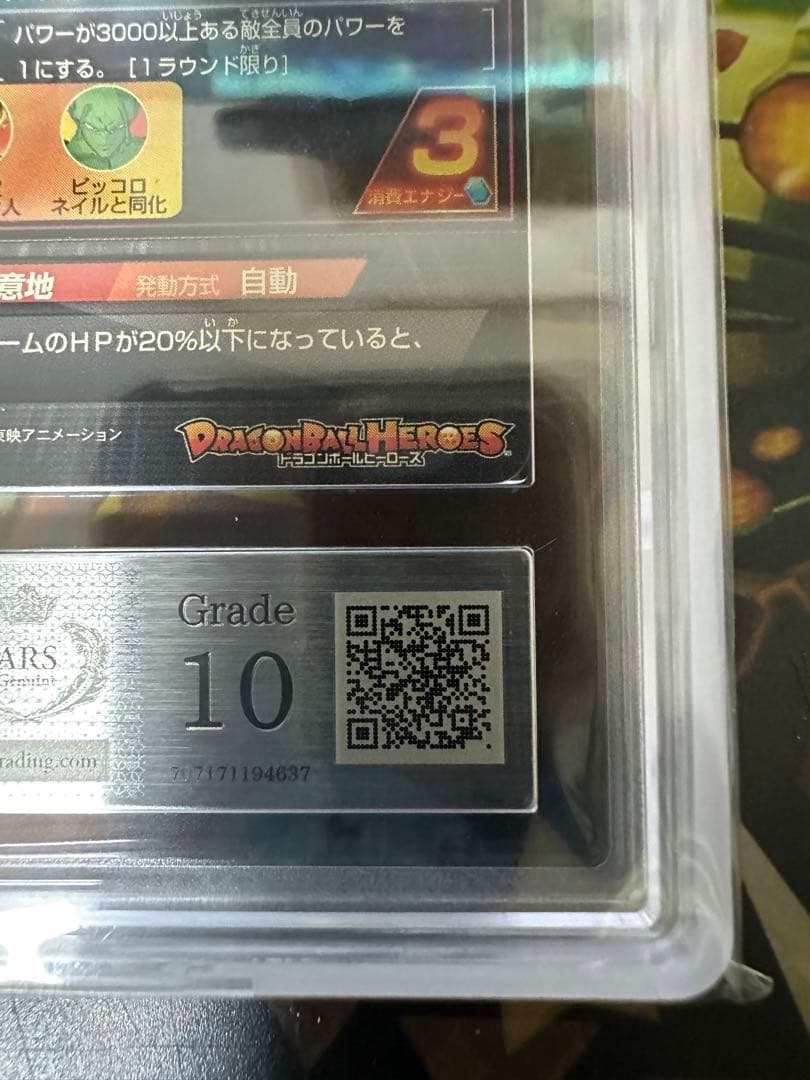 パワーが3000以上ある敵全員のパワーを
1にする。 [1ラウンド限り]
ピッコロ
ネイルと同化
人
3
消費エナジー
意地 発動方式 自動
ームのHPが20%以下になっていると、
東映アニメーション
DRAGONBALL HEROES
ドラゴンボールヒーローズ
Grade
10
ARS
Genuine
rading.com
707171194637